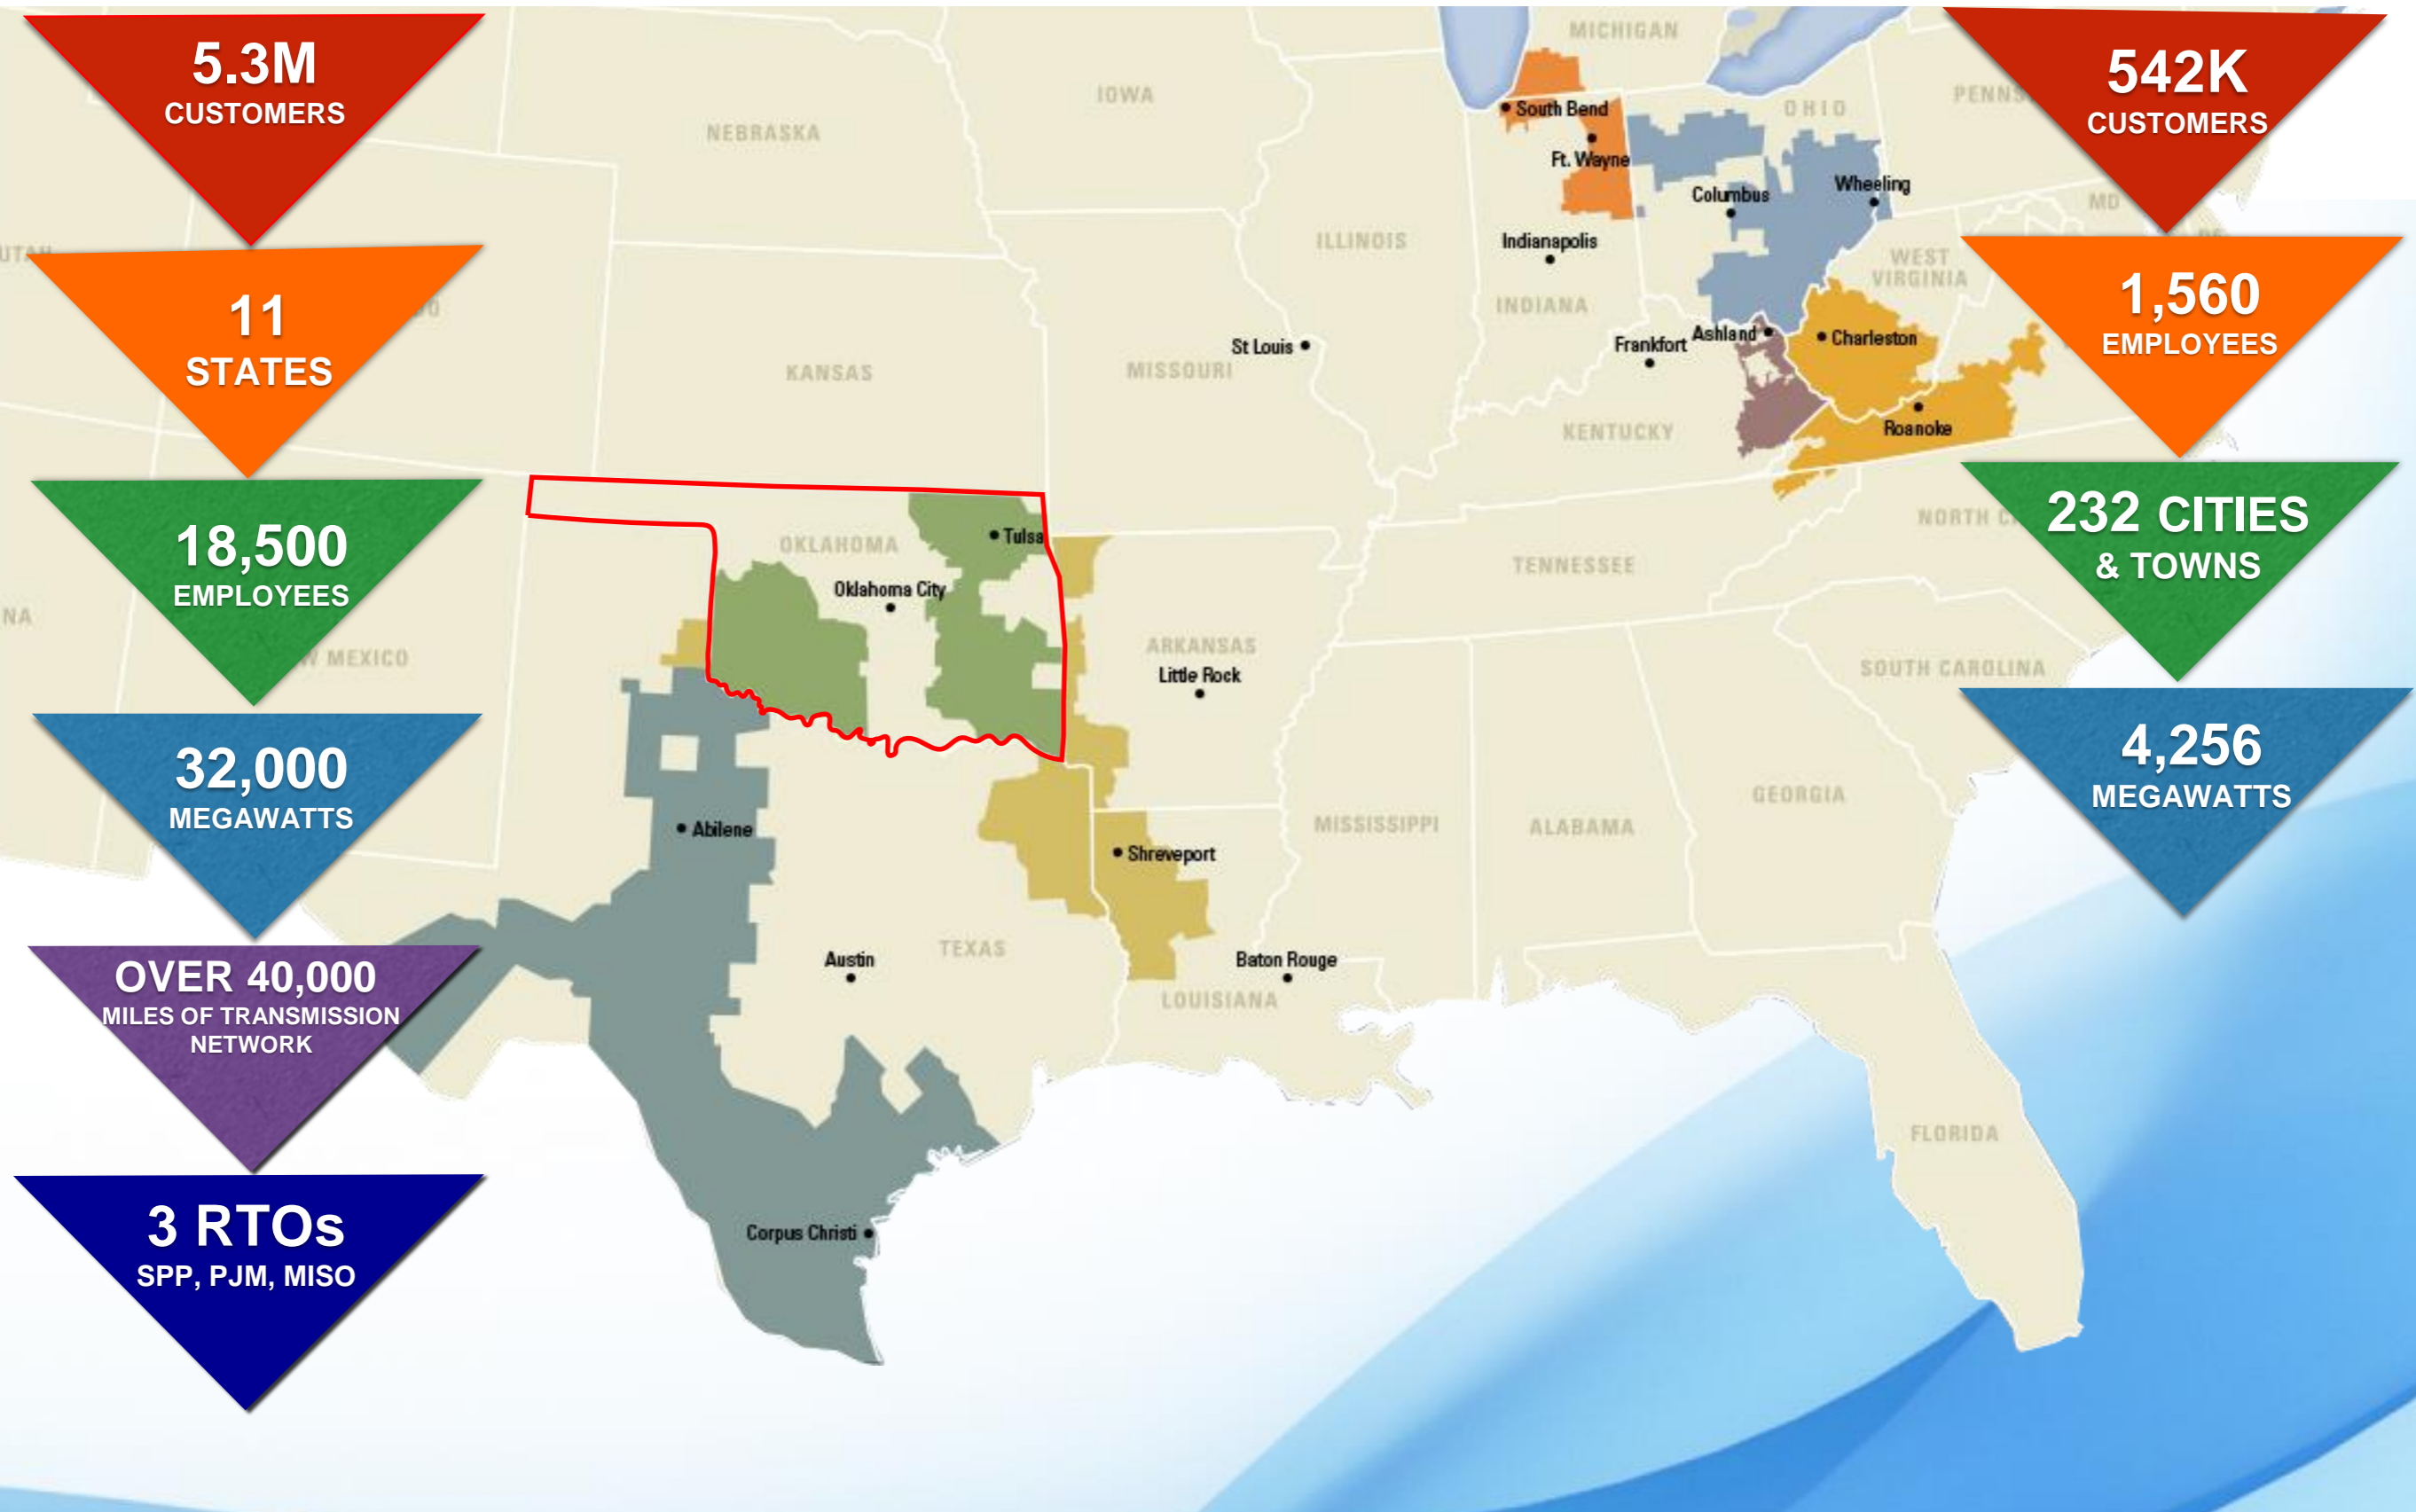 5.3M
CUSTOMERS
11
STATES
18,500
EMPLOYEES
32,000
MEGAWATTS
OVER 40,000
MILES OF TRANSMISSION
NETWORK
3 RTOs
SPP, PJM, MISO
MICHIGAN
IOWA
OHIO
NEBRASKA
South Bend
Ft. Wayne
Columbus
Wheeling
MD
UTAH
ILLINOIS
Indianapolis
WEST
VIRGINIA
INDIANA
St Louis
Frankfort
Ashland
Charleston
KANSAS
MISSOURI
KENTUCKY
Roanoke
OKLAHOMA
Tulsa
Oklahoma City
TENNESSEE
NORTH
ARKANSAS
Little Rock
MEXICO
SOUTH CAROLINA
Abilene
Shreveport
MISSISSIPPI
ALABAMA
GEORGIA
Austin
TEXAS
Baton Rouge
LOUISIANA
FLORIDA
Corpus Christi
542K
CUSTOMERS
1,560
EMPLOYEES
232 CITIES
& TOWNS
4,256
MEGAWATTS